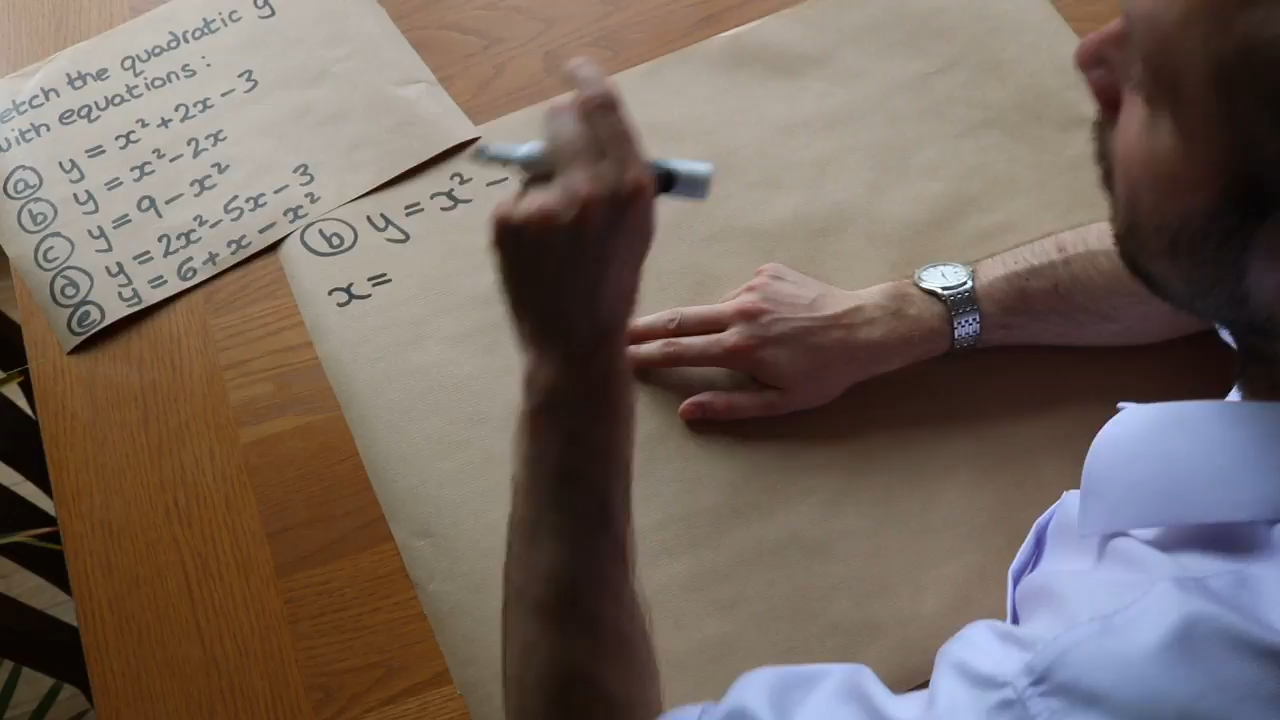 etch the quadratic g
with equations:
ⓐ y = x² + 2x - 3
ⓑ y = x² - 2x
ⓒ y = 9 - x²
ⓓ y = 2x² - 5x - 3
ⓔ y = 6 + x - x²
ⓑ y = x² -
x =